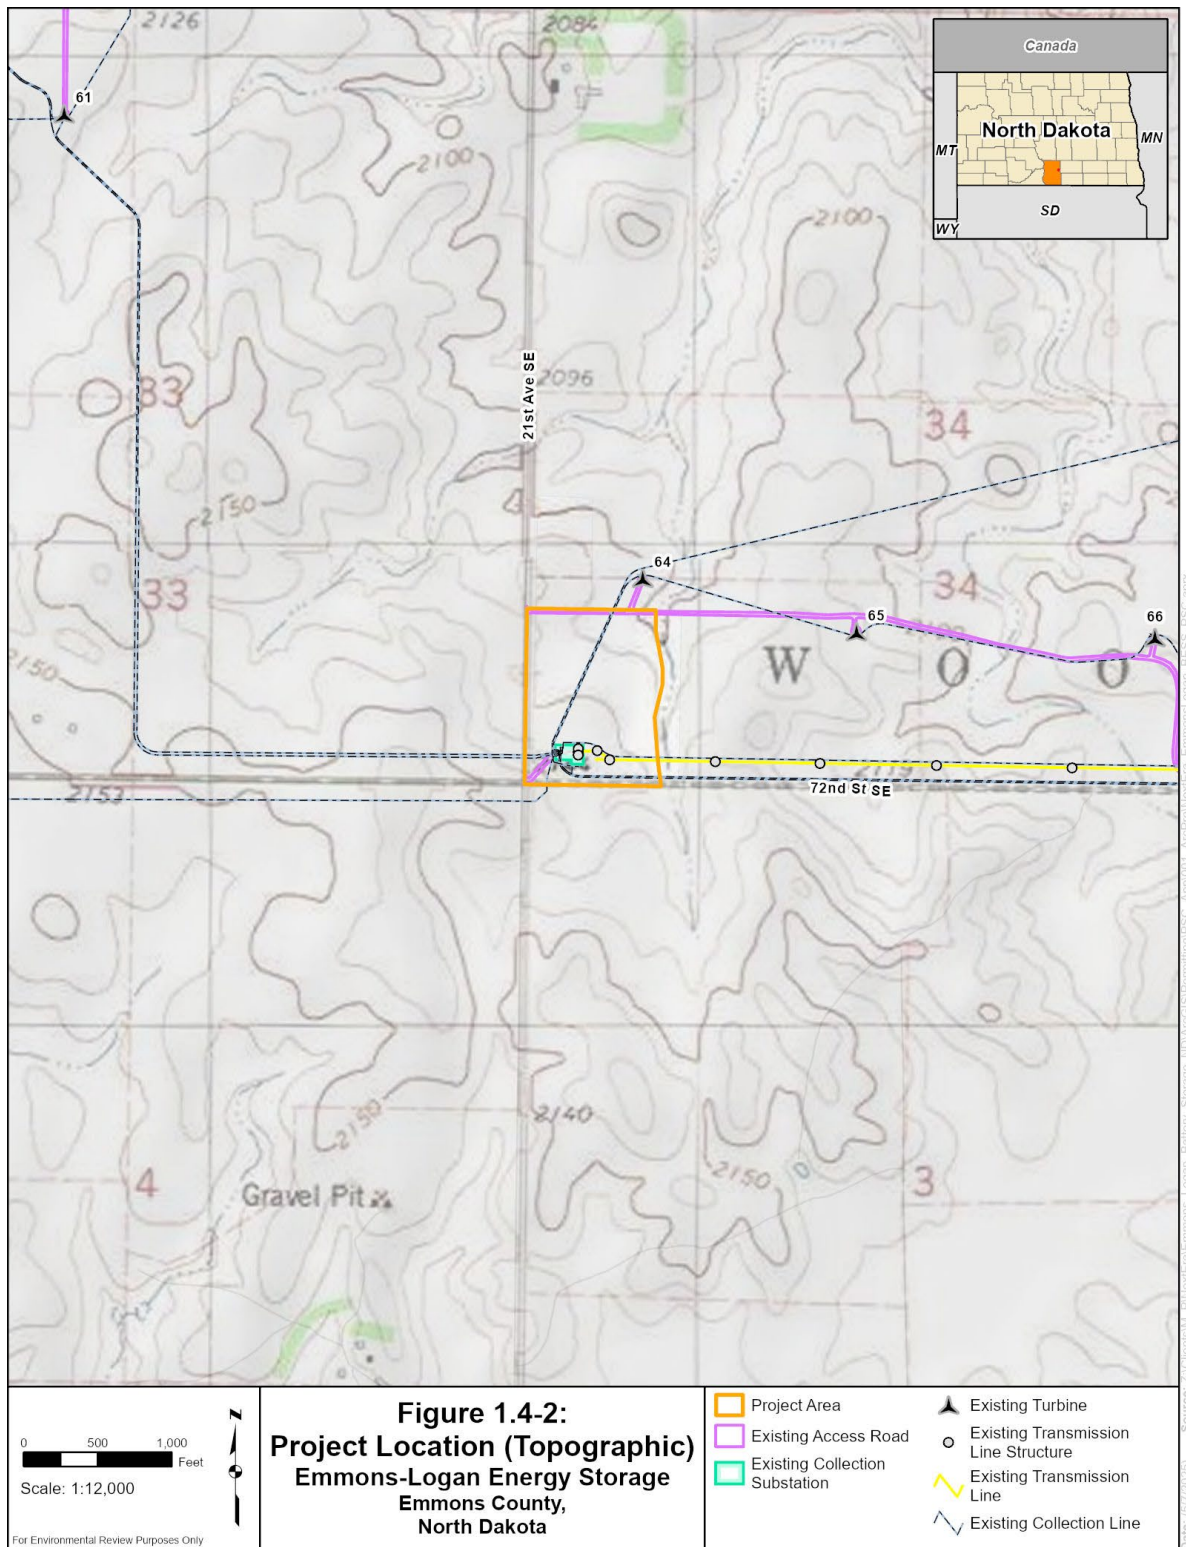 2126
2084
61
2100
2100
Canada
North Dakota
MT
MN
SD
WY
21st Ave SE
2096
33
34
2150
64
33
34
65
66
2150
W O O
2153
72nd St SE
2140
2150
2150
4
Gravel Pit
3
0 500 1,000
Feet
Scale: 1:12,000
For Environmental Review Purposes Only
N
Figure 1.4-2:
Project Location (Topographic)
Emmons-Logan Energy Storage
Emmons County,
North Dakota
Project Area
Existing Access Road
Existing Collection
Substation
Existing Turbine
Existing Transmission
Line Structure
Existing Transmission
Line
Existing Collection Line